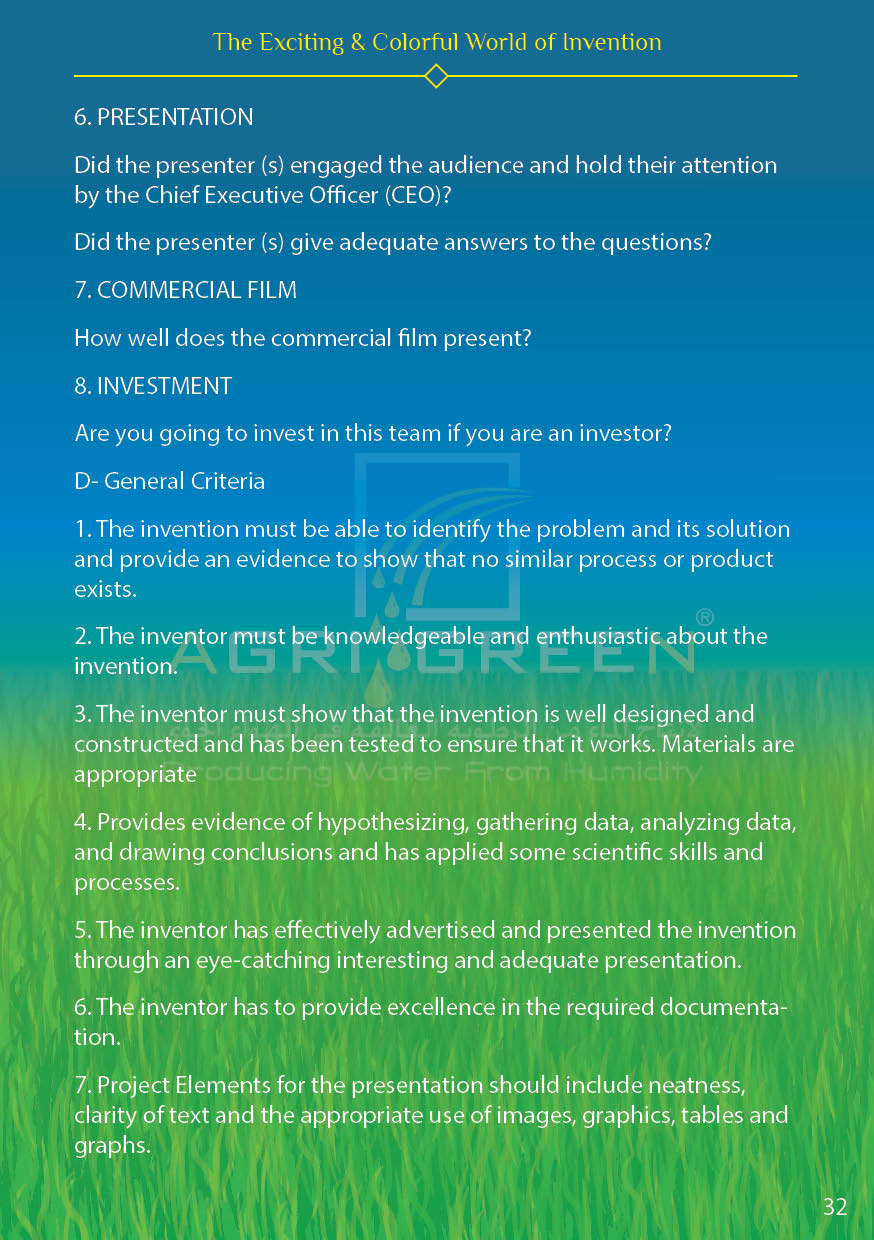 The Exciting & Colorful World of Invention
6. PRESENTATION
Did the presenter (s) engaged the audience and hold their attention
by the Chief Executive Officer (CEO)?
Did the presenter (s) give adequate answers to the questions?
7. COMMERCIAL FILM
How well does the commercial film present?
8. INVESTMENT
Are you going to invest in this team if you are an investor?
D- General Criteria
1. The invention must be able to identify the problem and its solution
and provide an evidence to show that no similar process or product
exists.
2. The inventor must be knowledgeable and enthusiastic about the
invention.
AGRI GREEN®
3. The inventor must show that the invention is well designed and
constructed and has been tested to ensure that it works. Materials are
appropriate
Producing Water From Humidity
4. Provides evidence of hypothesizing, gathering data, analyzing data,
and drawing conclusions and has applied some scientific skills and
processes.
5. The inventor has effectively advertised and presented the invention
through an eye-catching interesting and adequate presentation.
6. The inventor has to provide excellence in the required documenta-
tion.
7. Project Elements for the presentation should include neatness,
clarity of text and the appropriate use of images, graphics, tables and
graphs.
32